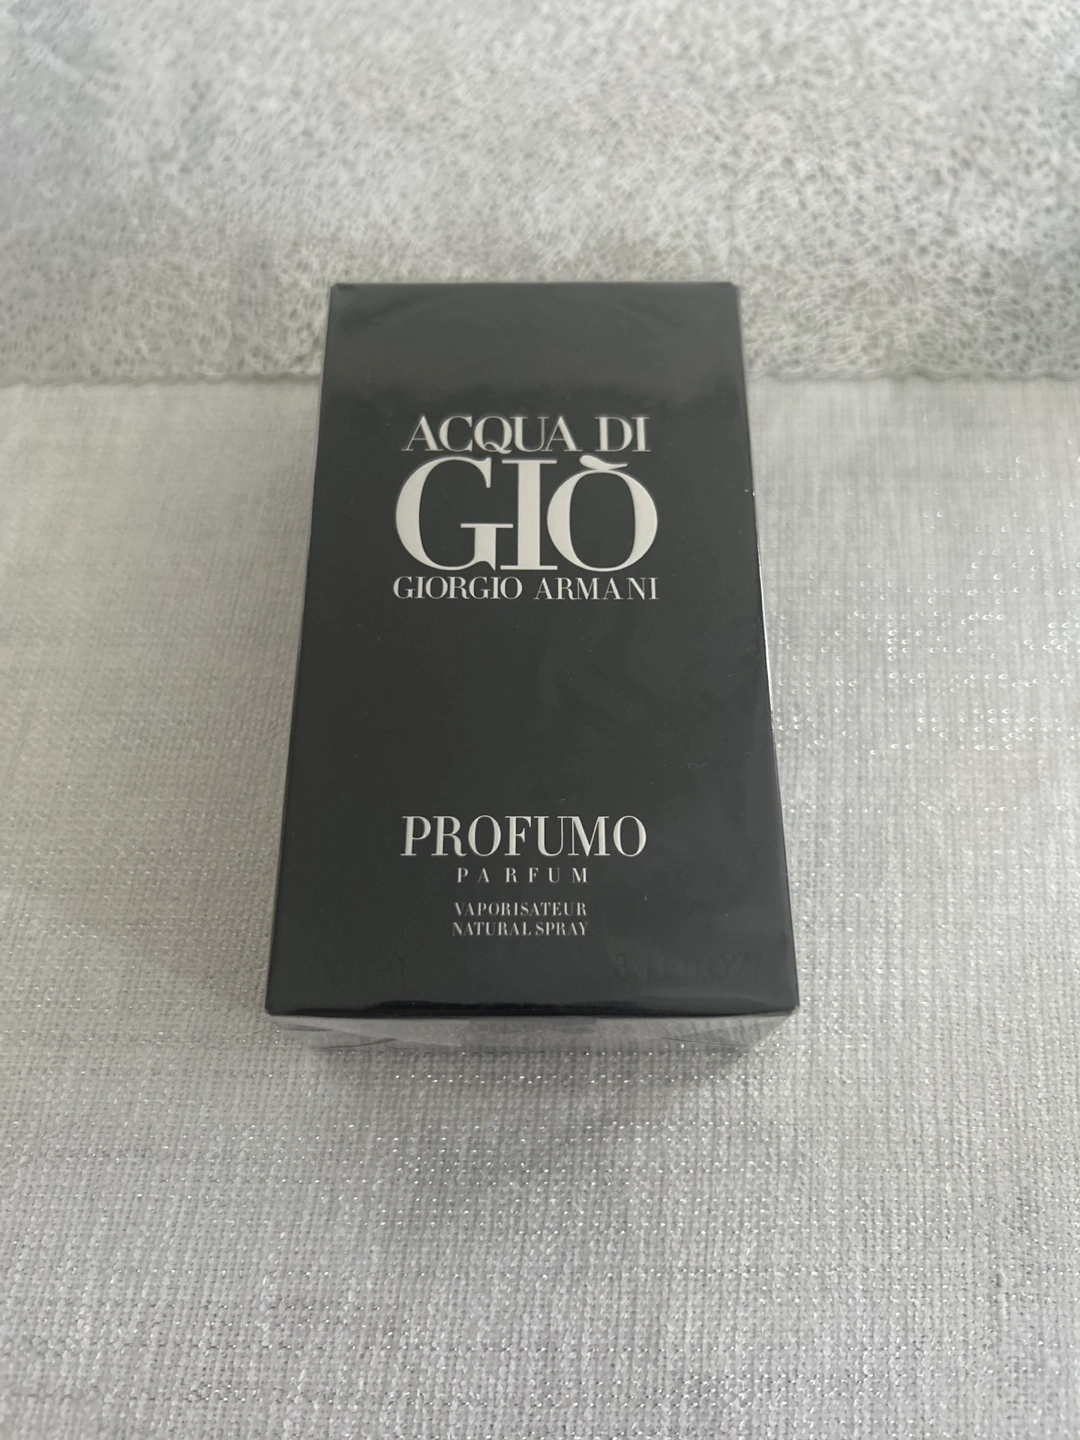 ACQUA DI
GIÒ
GIORGIO ARMANI
PROFUMO
PARFUM
VAPORISATEUR
NATURAL SPRAY